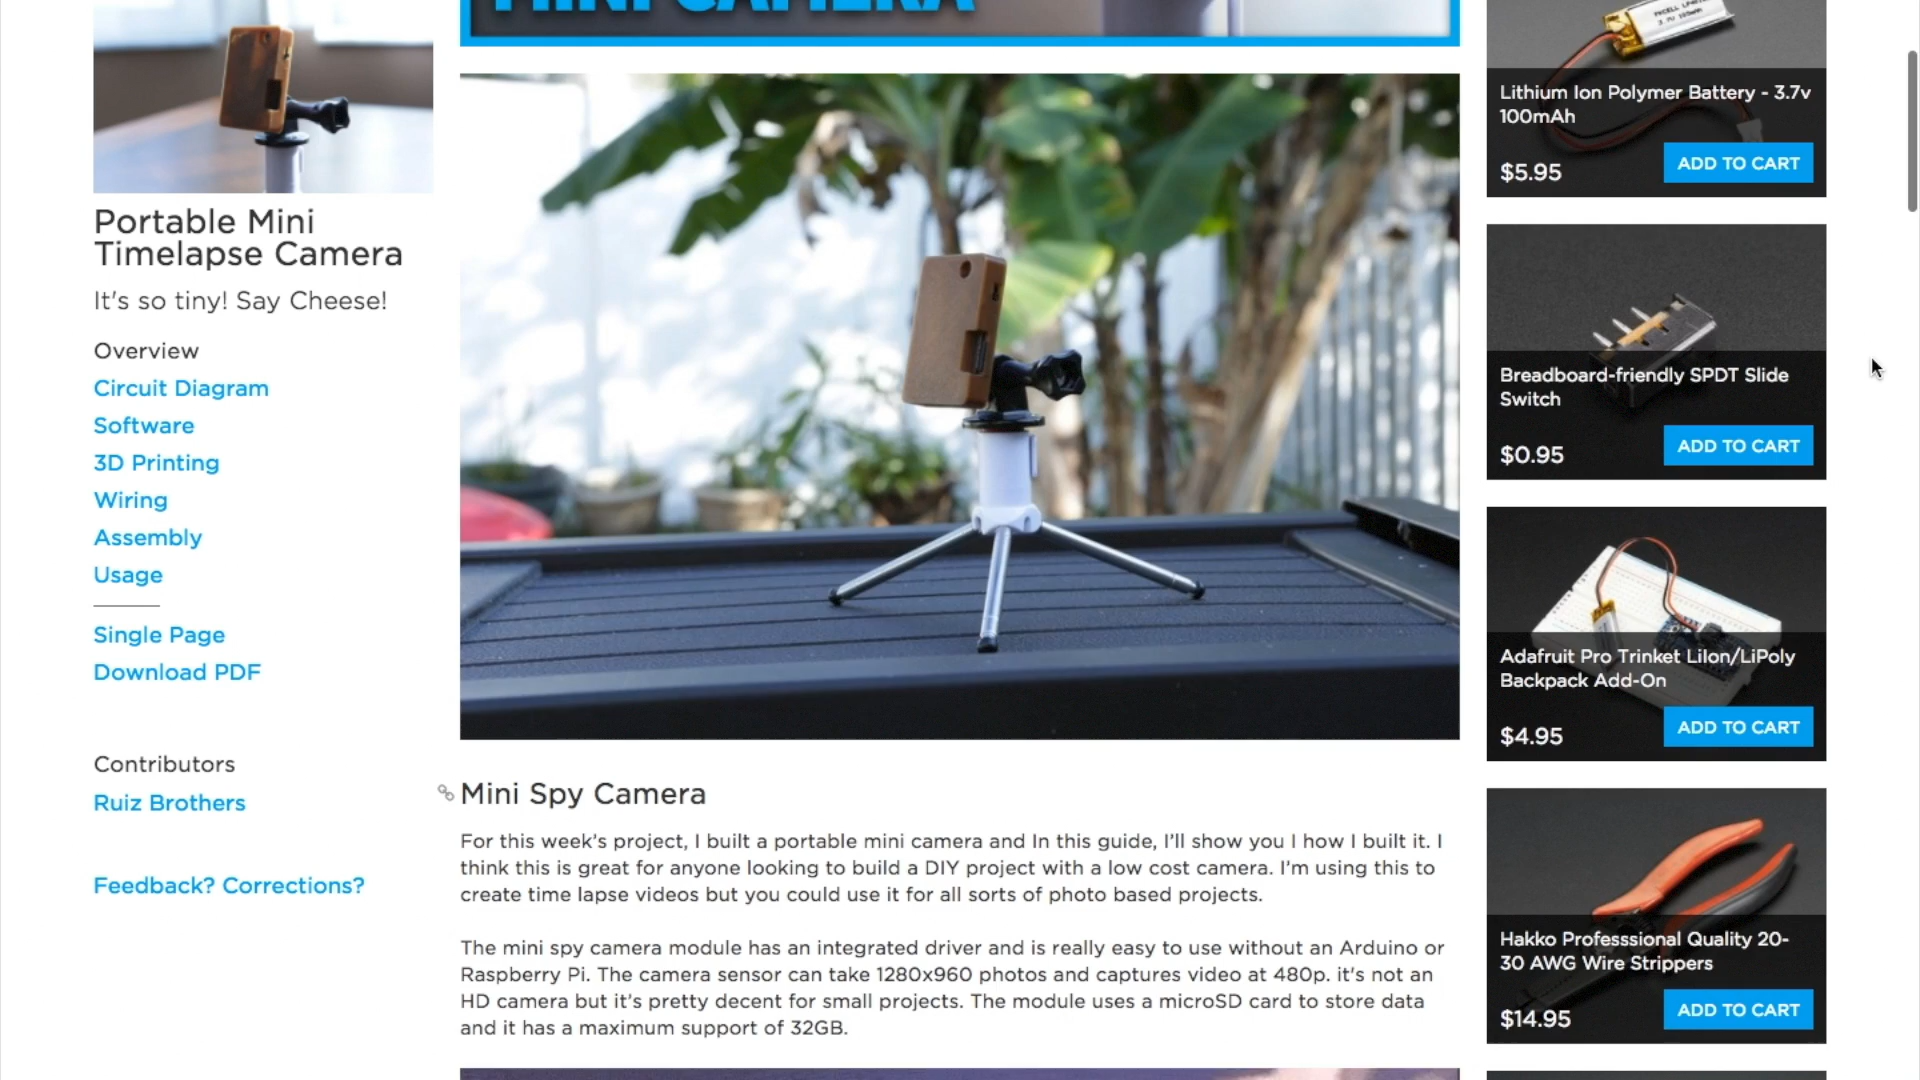 MINI CAMERA
Portable Mini
Timelapse Camera
It's so tiny! Say Cheese!
Overview
Circuit Diagram
Software
3D Printing
Wiring
Assembly
Usage
Single Page
Download PDF
Contributors
Ruiz Brothers
Feedback? Corrections?
Mini Spy Camera
For this week's project, I built a portable mini camera and In this guide, I'll show you I how I built it. I
think this is great for anyone looking to build a DIY project with a low cost camera. I'm using this to
create time lapse videos but you could use it for all sorts of photo based projects.
The mini spy camera module has an integrated driver and is really easy to use without an Arduino or
Raspberry Pi. The camera sensor can take 1280x960 photos and captures video at 480p. it's not an
HD camera but it's pretty decent for small projects. The module uses a microSD card to store data
and it has a maximum support of 32GB.
Lithium Ion Polymer Battery - 3.7v
100mAh
$5.95
ADD TO CART
Breadboard-friendly SPDT Slide
Switch
$0.95
ADD TO CART
Adafruit Pro Trinket LiIon/LiPoly
Backpack Add-On
$4.95
ADD TO CART
Hakko Professsional Quality 20-
30 AWG Wire Strippers
$14.95
ADD TO CART